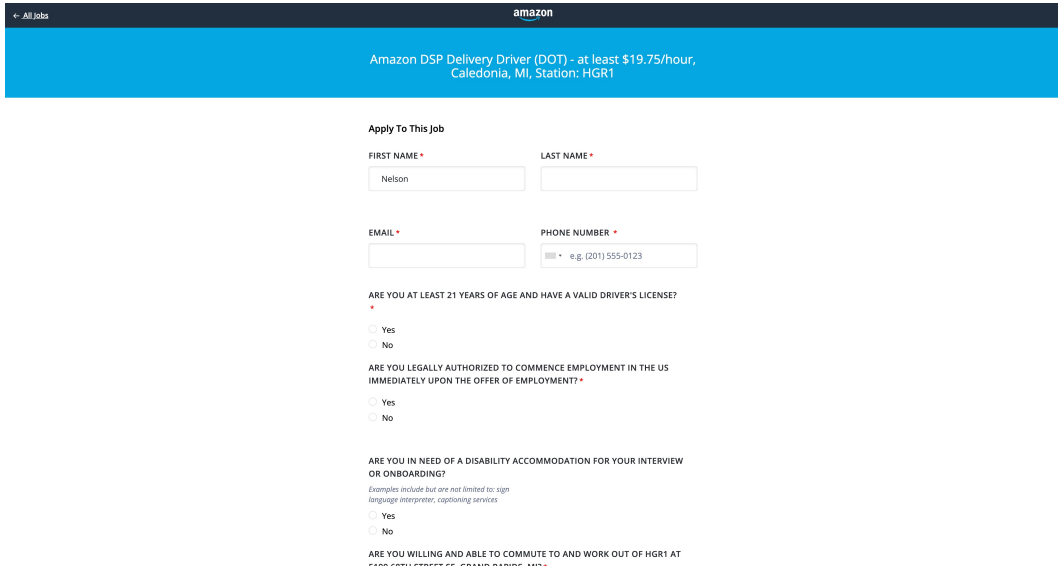 ← All Jobs
amazon
Amazon DSP Delivery Driver (DOT) - at least $19.75/hour,
Caledonia, MI, Station: HGR1
Apply To This Job
FIRST NAME *
LAST NAME *
Nelson
EMAIL *
PHONE NUMBER *
e.g. (201) 555-0123
ARE YOU AT LEAST 21 YEARS OF AGE AND HAVE A VALID DRIVER'S LICENSE?
*
Yes
No
ARE YOU LEGALLY AUTHORIZED TO COMMENCE EMPLOYMENT IN THE US
IMMEDIATELY UPON THE OFFER OF EMPLOYMENT? *
Yes
No
ARE YOU IN NEED OF A DISABILITY ACCOMMODATION FOR YOUR INTERVIEW
OR ONBOARDING?
Examples include but are not limited to: sign
language interpreter, captioning services
Yes
No
ARE YOU WILLING AND ABLE TO COMMUTE TO AND WORK OUT OF HGR1 AT
STREET SE, GRAND RAPIDS, MI? *